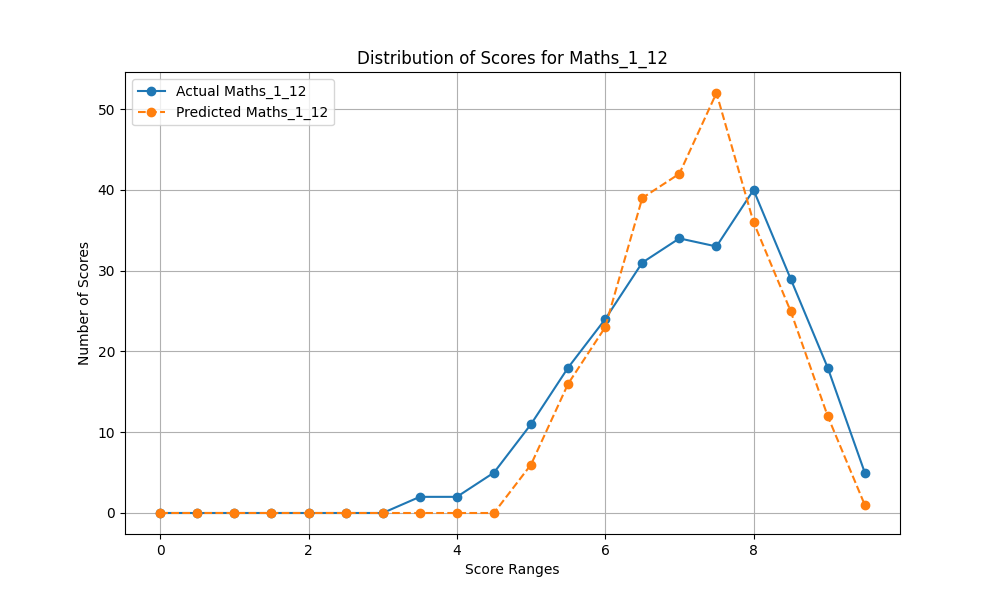 Distribution of Scores for Maths_1_12
Actual Maths_1_12
Predicted Maths_1_12
Number of Scores
50
40
30
20
10
0
0 2 4 6 8
Score Ranges